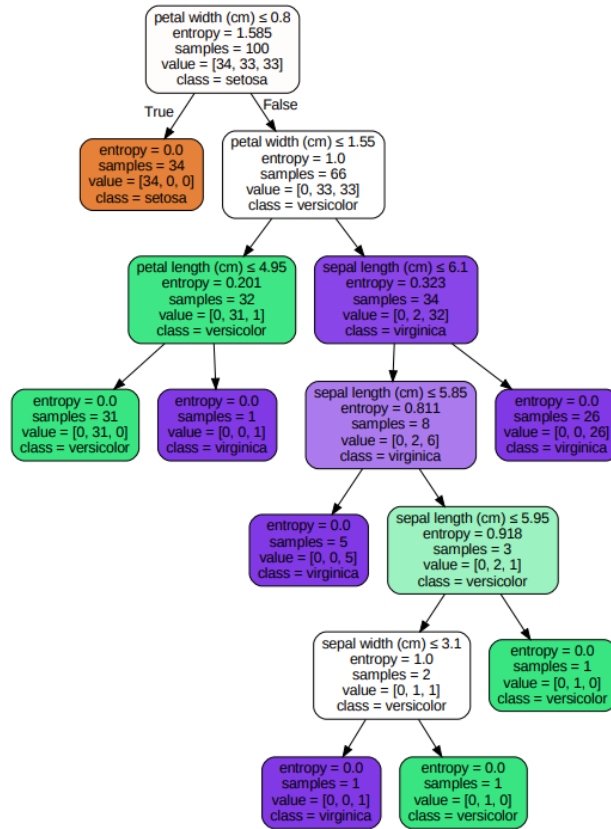 petal width (cm) ≤ 0.8
entropy = 1.585
samples = 100
value = [34, 33, 33]
class = setosa
True
False
entropy = 0.0
samples = 34
value = [34, 0, 0]
class = setosa
petal width (cm) ≤ 1.55
entropy = 1.0
samples = 66
value = [0, 33, 33]
class = versicolor
petal length (cm) ≤ 4.95
entropy = 0.201
samples = 32
value = [0, 31, 1]
class = versicolor
sepal length (cm) ≤ 6.1
entropy = 0.323
samples = 34
value = [0, 2, 32]
class = virginica
entropy = 0.0
samples = 31
value = [0, 31, 0]
class = versicolor
entropy = 0.0
samples = 1
value = [0, 0, 1]
class = virginica
sepal length (cm) ≤ 5.85
entropy = 0.811
samples = 8
value = [0, 2, 6]
class = virginica
entropy = 0.0
samples = 26
value = [0, 0, 26]
class = virginica
entropy = 0.0
samples = 5
value = [0, 0, 5]
class = virginica
sepal length (cm) ≤ 5.95
entropy = 0.918
samples = 3
value = [0, 2, 1]
class = versicolor
sepal width (cm) ≤ 3.1
entropy = 1.0
samples = 2
value = [0, 1, 1]
class = versicolor
entropy = 0.0
samples = 1
value = [0, 1, 0]
class = versicolor
entropy = 0.0
samples = 1
value = [0, 0, 1]
class = virginica
entropy = 0.0
samples = 1
value = [0, 1, 0]
class = versicolor